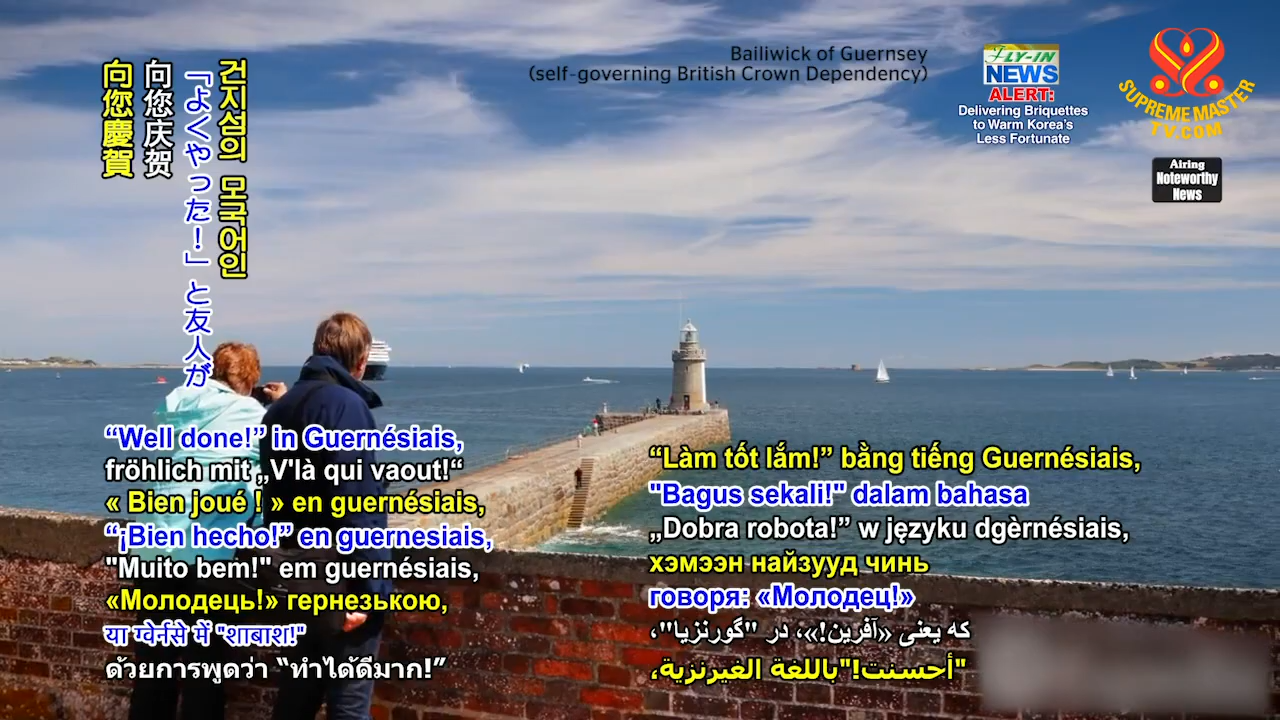 Bailiwick of Guernsey
(self-governing British Crown Dependency)
FLY-IN
NEWS
ALERT:
Delivering Briquettes
to Warm Korea's
Less Fortunate
SUPREME MASTER
TV.COM
Airing
Noteworthy
News
건지섬의 모국어인
「よくやった!」と友人が
向您庆贺
向您慶賀
“Well done!” in Guernésiais,
fröhlich mit „V'là qui vaout!“
« Bien joué ! » en guernésiais,
“¡Bien hecho!” en guernesiais,
"Muito bem!" em guernésiais,
«Молодець!» гернезькою,
या ग्वेर्नसे में "शाबाश!"
ด้วยการพูดว่า “ทำได้ดีมาก!”
“Làm tốt lắm!” bằng tiếng Guernésiais,
"Bagus sekali!" dalam bahasa
„Dobra robota!” w języku dgèrnésiais,
хэмээн найзууд чинь
говоря: «Молодец!»
که یعنی «آفرین!»، در "گورنزیا"،
"أحسنت!"باللغة الغيرنزية،